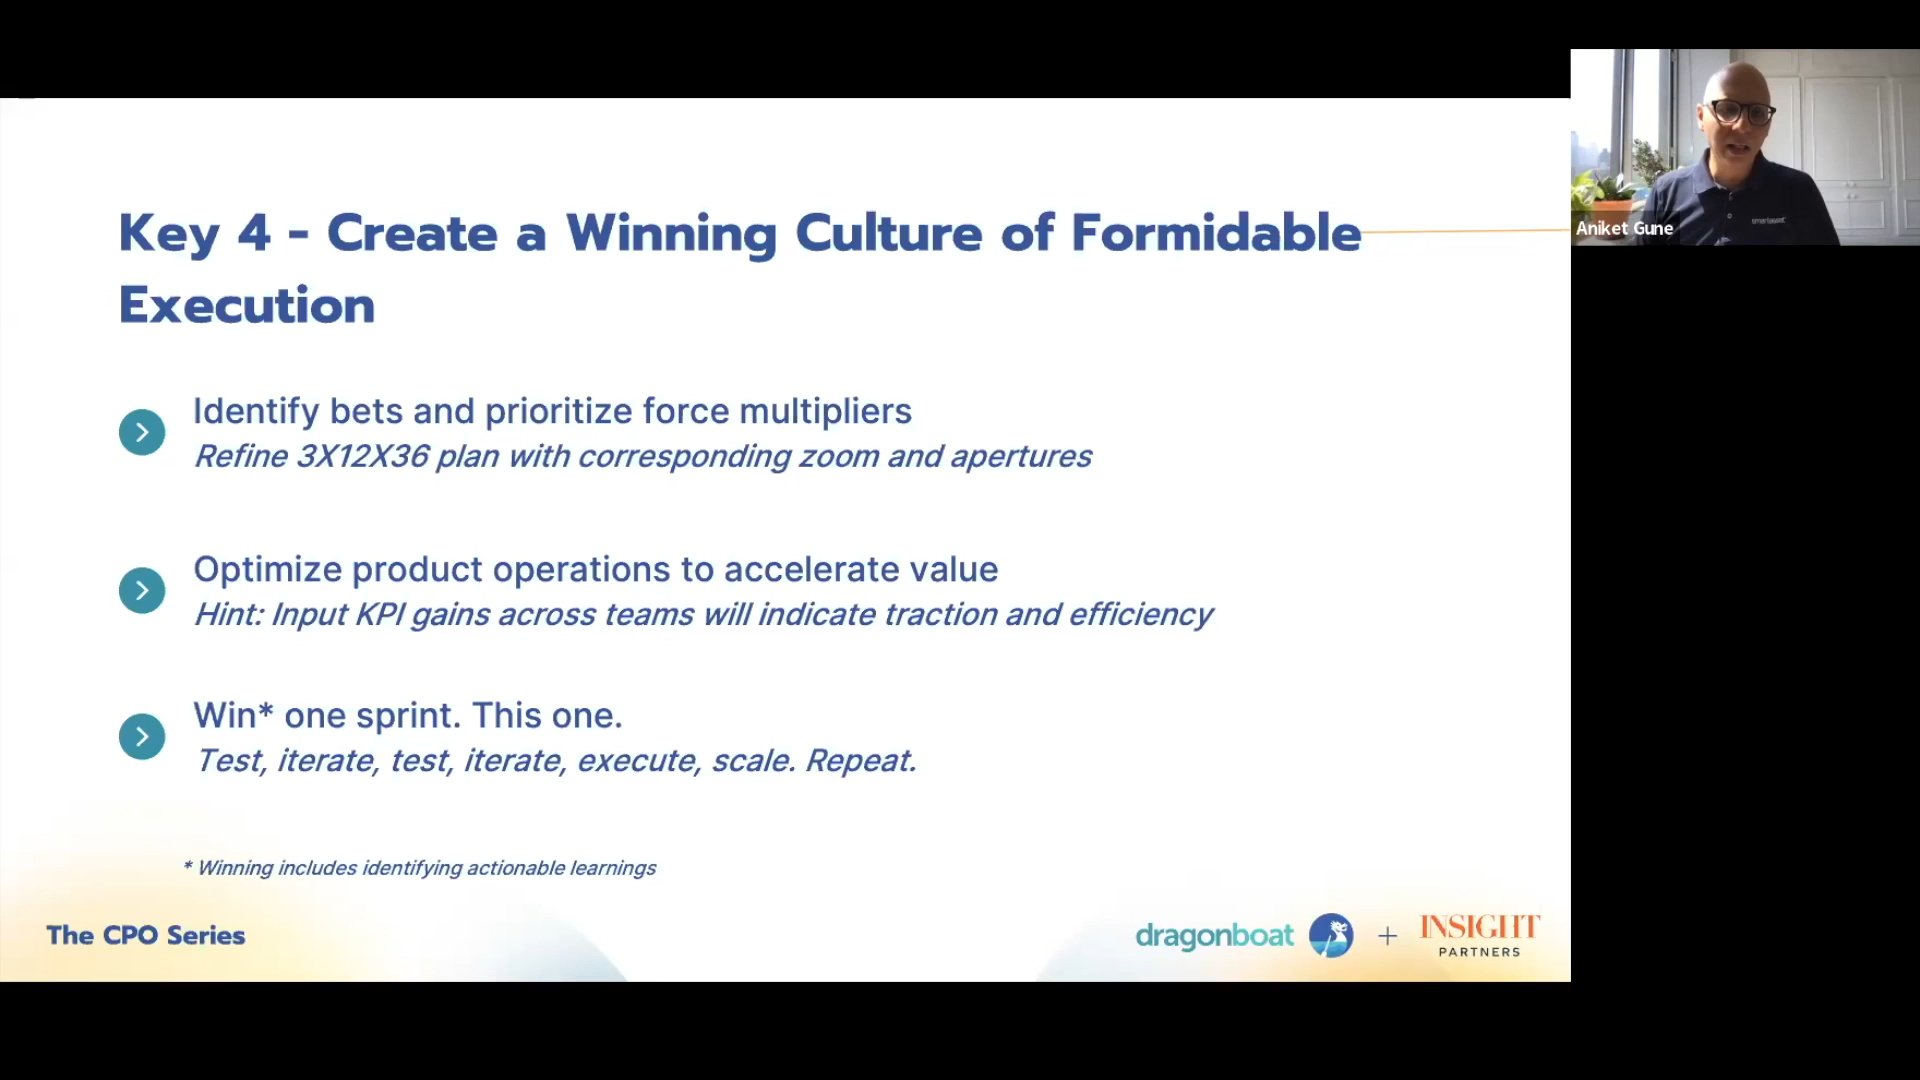 Key 4 - Create a Winning Culture of Formidable
Execution
Identify bets and prioritize force multipliers
Refine 3X12X36 plan with corresponding zoom and apertures
Optimize product operations to accelerate value
Hint: Input KPI gains across teams will indicate traction and efficiency
Win* one sprint. This one.
Test, iterate, test, iterate, execute, scale. Repeat.
* Winning includes identifying actionable learnings
The CPO Series
dragonboat + INSIGHT
PARTNERS
Aniket Gune